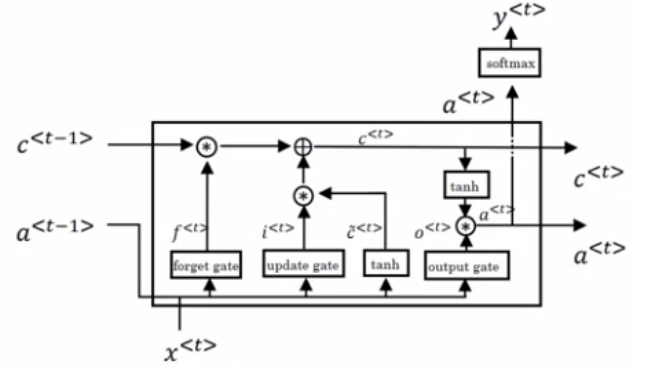 y<t>
softmax
a<t>
c<t-1>
c<t>
c<t>
tanh
a<t-1>
f<t>
i<t>
c̃<t>
o<t>
a<t>
a<t>
forget gate
update gate
tanh
output gate
x<t>